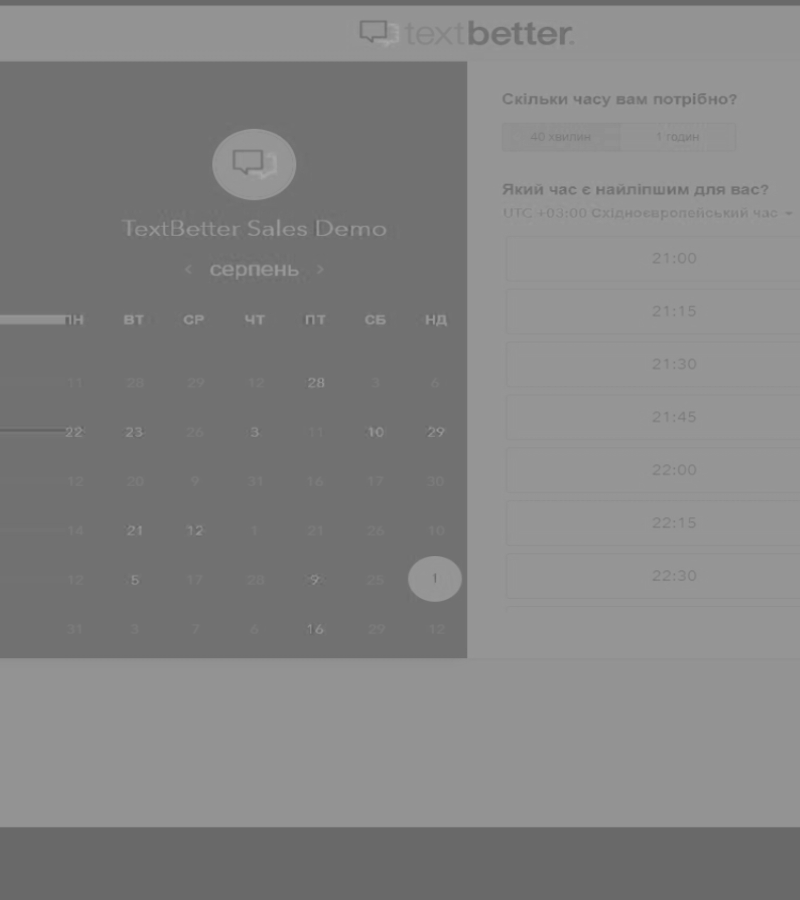 textbetter.
TextBetter Sales Demo
‹ серпень ›
ПН ВТ СР ЧТ ПТ СБ НД
11 28 29 12 28 3 6
22 23 26 3 11 10 29
12 20 9 31 16 17 30
14 21 12 1 21 26 10
12 5 17 28 9 25 1
31 3 7 6 16 29 12
Скільки часу вам потрібно?
40 хвилин 1 годин
Який час є найліпшим для вас?
UTC +03:00 Східноєвропейський час
21:00
21:15
21:30
21:45
22:00
22:15
22:30